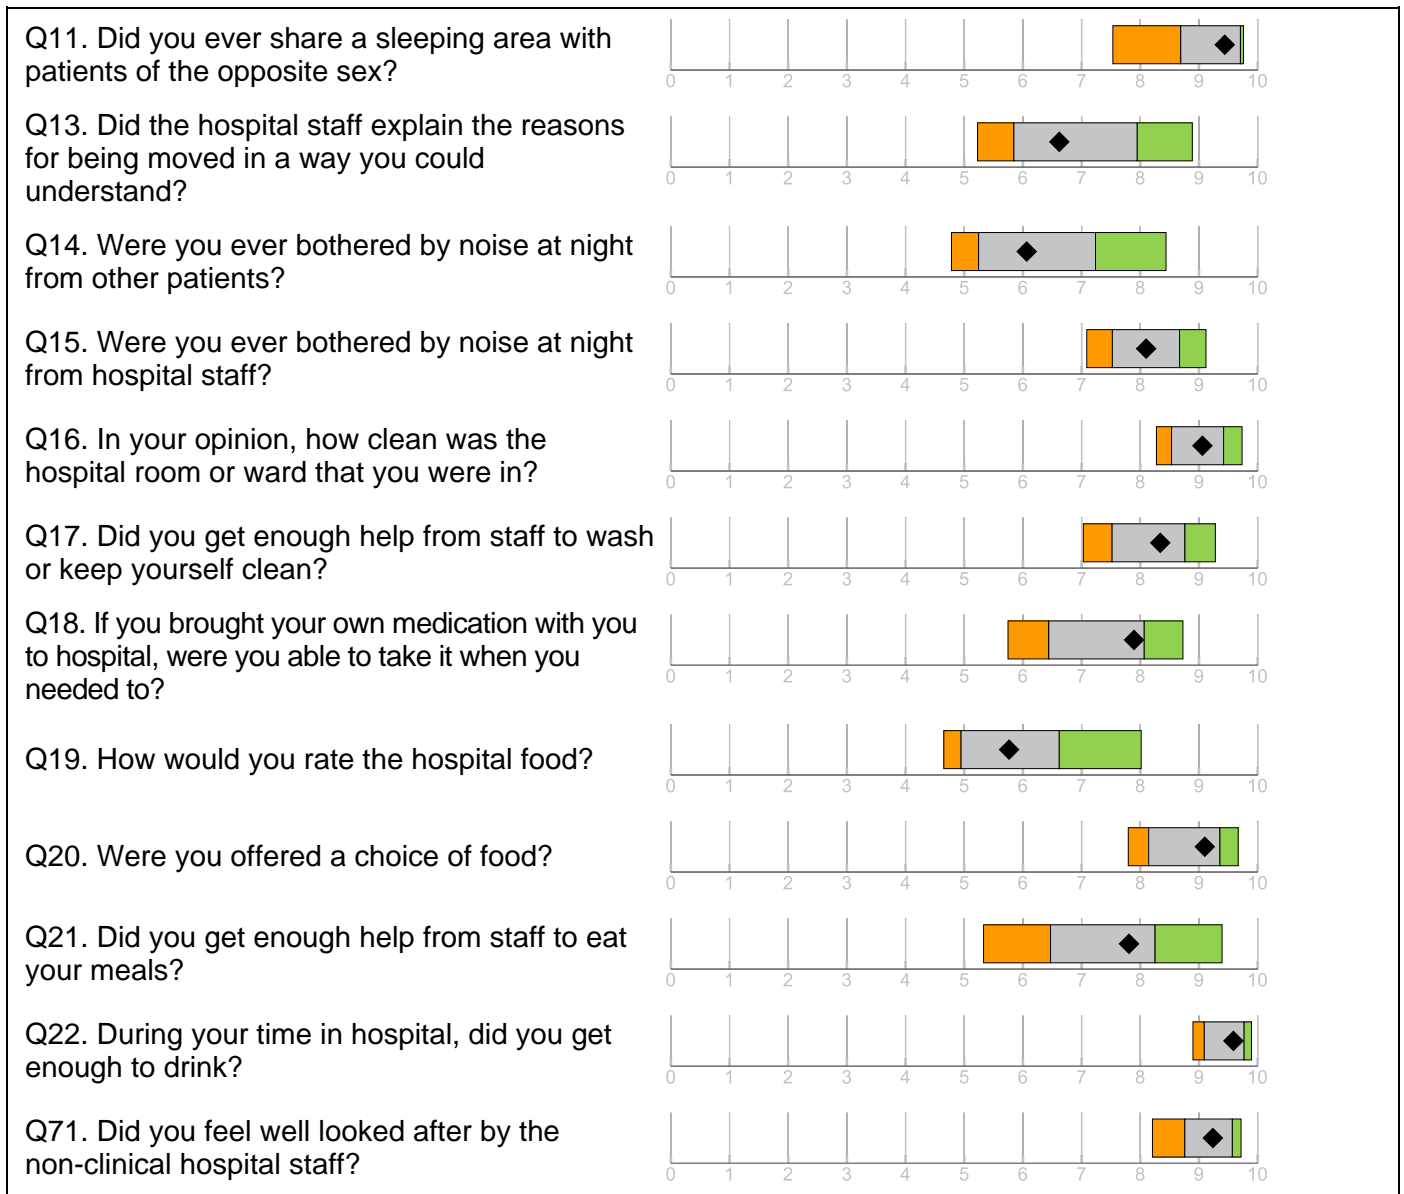 Q11. Did you ever share a sleeping area with
patients of the opposite sex?
0 1 2 3 4 5 6 7 8 9 10
Q13. Did the hospital staff explain the reasons
for being moved in a way you could
understand?
0 1 2 3 4 5 6 7 8 9 10
Q14. Were you ever bothered by noise at night
from other patients?
0 1 2 3 4 5 6 7 8 9 10
Q15. Were you ever bothered by noise at night
from hospital staff?
0 1 2 3 4 5 6 7 8 9 10
Q16. In your opinion, how clean was the
hospital room or ward that you were in?
0 1 2 3 4 5 6 7 8 9 10
Q17. Did you get enough help from staff to wash
or keep yourself clean?
0 1 2 3 4 5 6 7 8 9 10
Q18. If you brought your own medication with you
to hospital, were you able to take it when you
needed to?
0 1 2 3 4 5 6 7 8 9 10
Q19. How would you rate the hospital food?
0 1 2 3 4 5 6 7 8 9 10
Q20. Were you offered a choice of food?
0 1 2 3 4 5 6 7 8 9 10
Q21. Did you get enough help from staff to eat
your meals?
0 1 2 3 4 5 6 7 8 9 10
Q22. During your time in hospital, did you get
enough to drink?
0 1 2 3 4 5 6 7 8 9 10
Q71. Did you feel well looked after by the
non-clinical hospital staff?
0 1 2 3 4 5 6 7 8 9 10